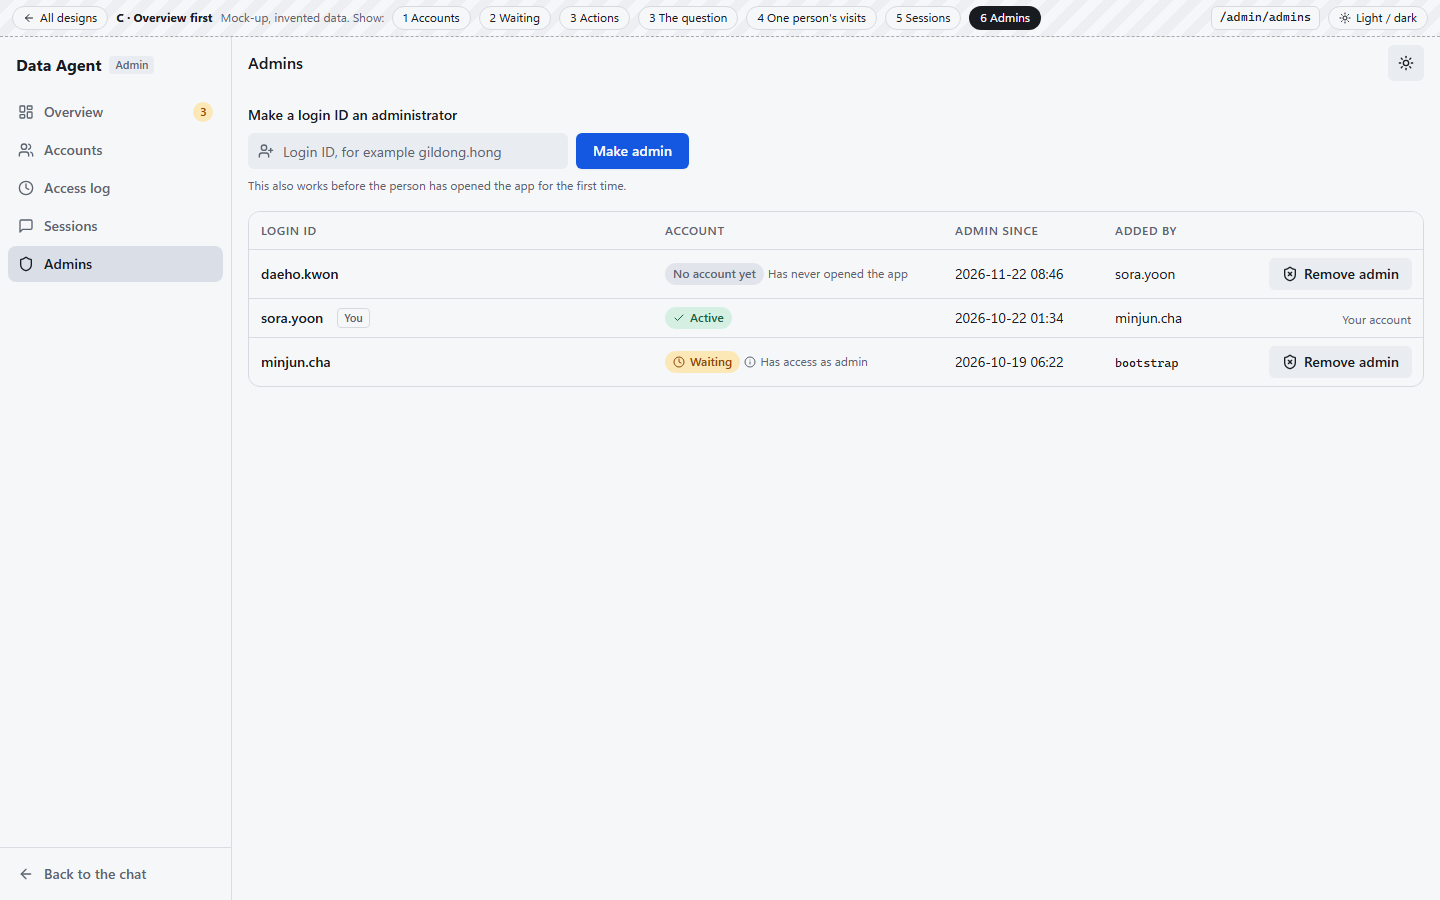 All designs C · Overview first Mock-up, invented data. Show: 1 Accounts 2 Waiting 3 Actions 3 The question 4 One person's visits 5 Sessions 6 Admins /admin/admins Light / dark
Data Agent Admin
Overview 3
Accounts
Access log
Sessions
Admins
Back to the chat
Admins
Make a login ID an administrator
Login ID, for example gildong.hong Make admin
This also works before the person has opened the app for the first time.
LOGIN ID ACCOUNT ADMIN SINCE ADDED BY
daeho.kwon No account yet Has never opened the app 2026-11-22 08:46 sora.yoon Remove admin
sora.yoon You Active 2026-10-22 01:34 minjun.cha Your account
minjun.cha Waiting Has access as admin 2026-10-19 06:22 bootstrap Remove admin